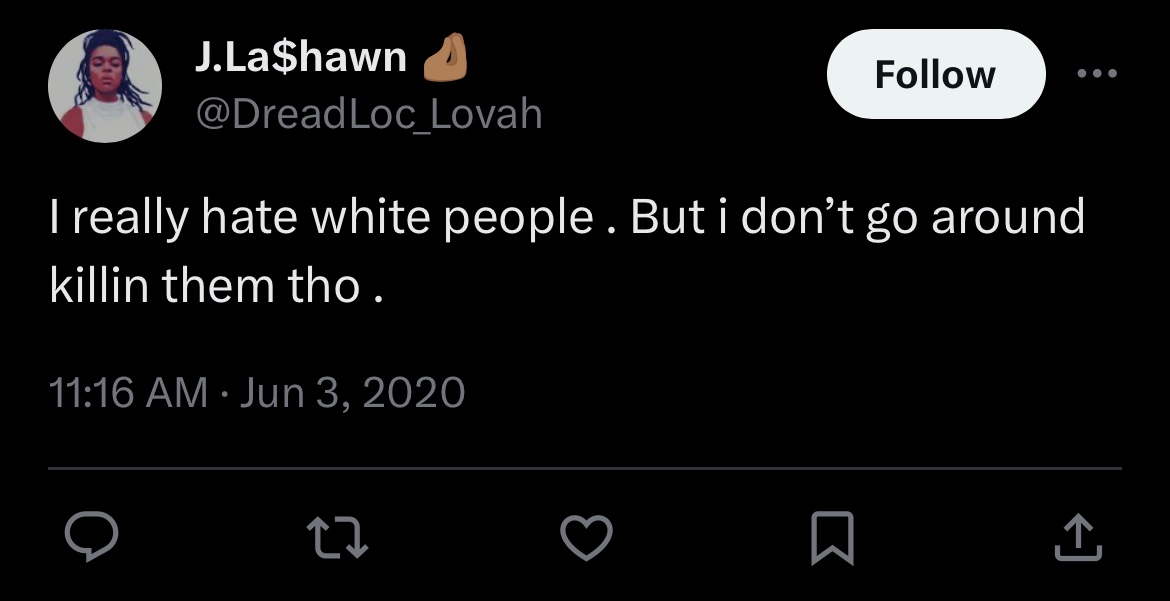 J.La$hawn 🤌🏽
@DreadLoc_Lovah
Follow
I really hate white people . But i don’t go around
killin them tho .
11:16 AM · Jun 3, 2020